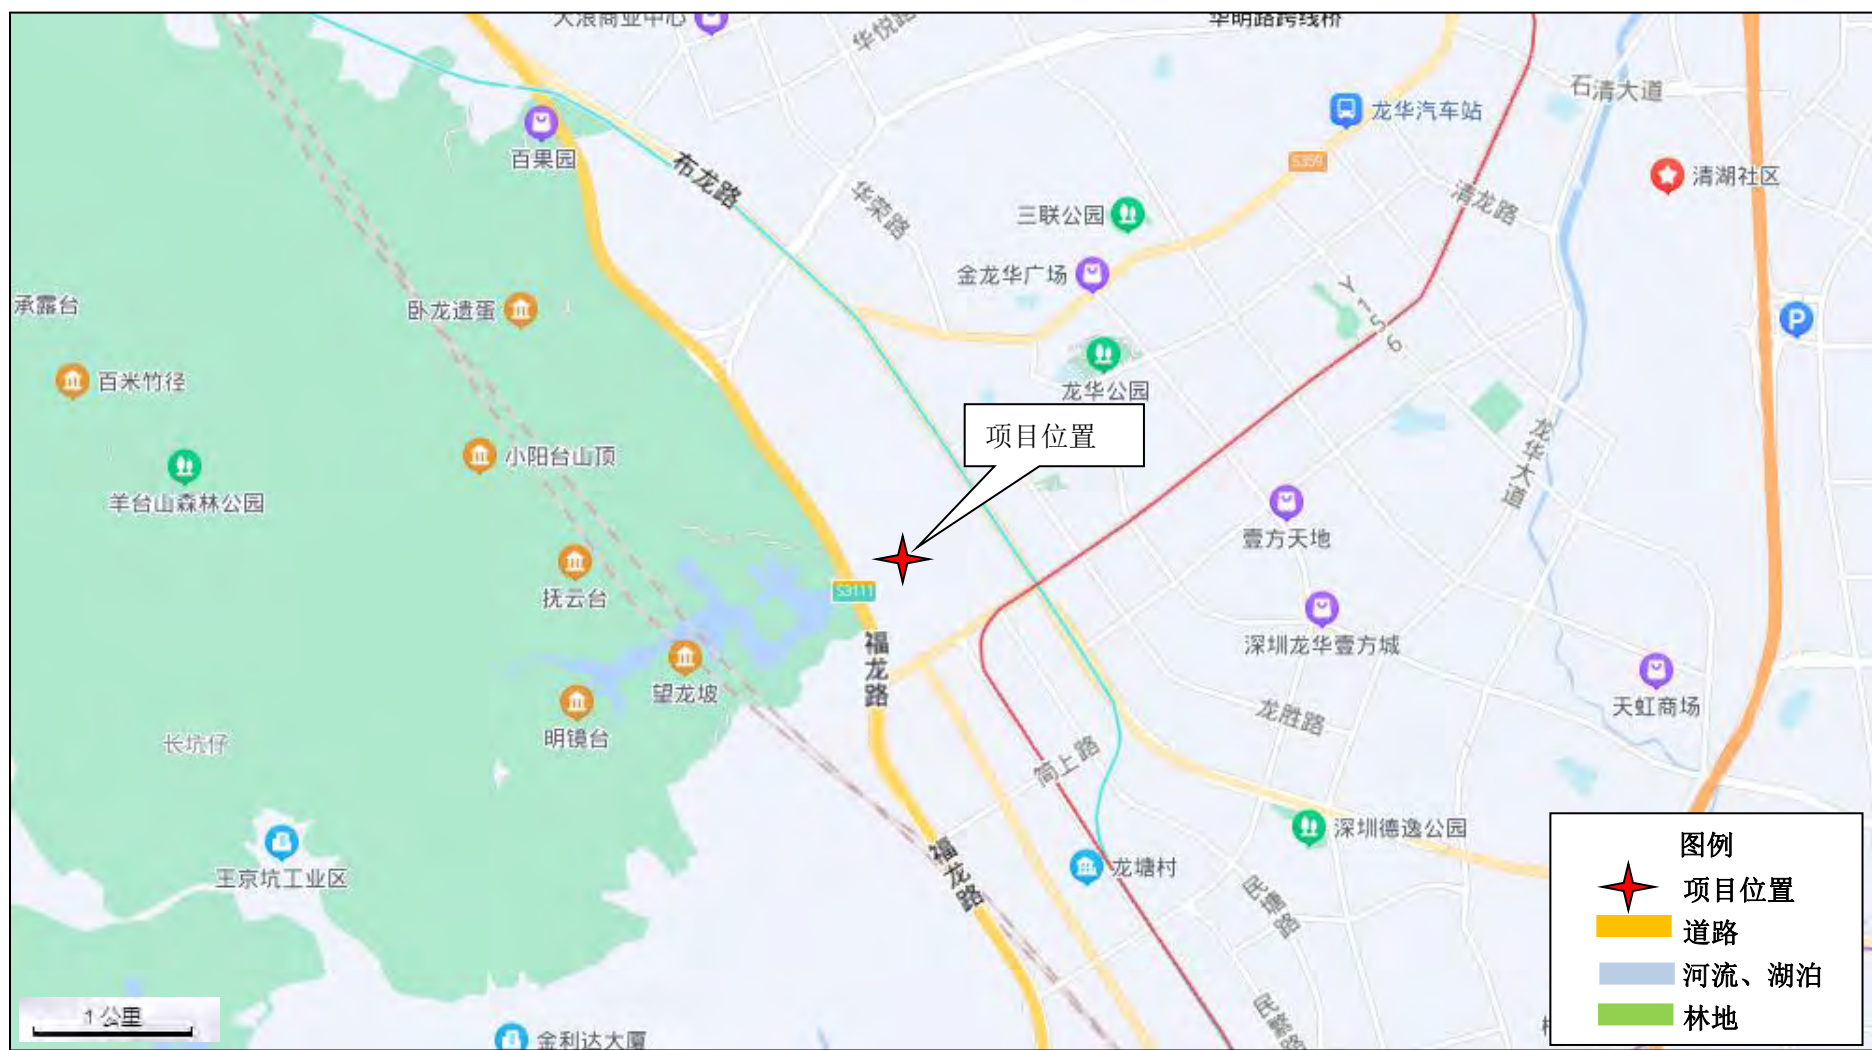 大浪商业中心
华悦路
华明路跨线桥
石清大道
龙华汽车站
百果园
S359
布龙路
清湖社区
华荣路
清龙路
三联公园
金龙华广场
承露台
卧龙遗蛋
Y156
P
百米竹径
龙华公园
项目位置
小阳台山顶
龙华大道
羊台山森林公园
壹方天地
抚云台
S3111
福龙路
深圳龙华壹方城
望龙坡
天虹商场
龙胜路
明镜台
长坑仔
简上路
深圳德逸公园
福龙路
龙塘村
王京坑工业区
民塘路
图例
项目位置
道路
河流、湖泊
林地
1公里
金利达大厦